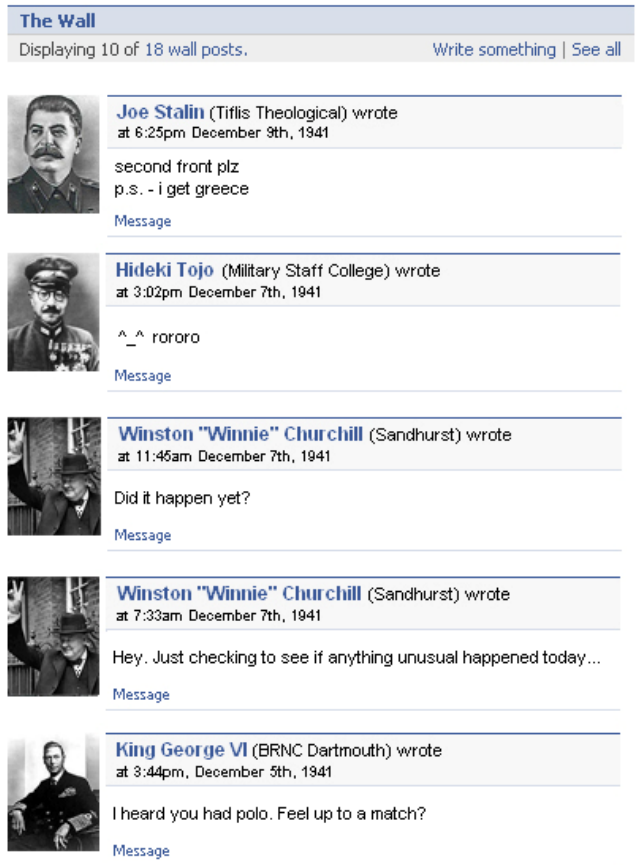 The Wall
Displaying 10 of 18 wall posts.
Write something | See all
Joe Stalin (Tiflis Theological) wrote
at 6:25pm December 9th, 1941
second front plz
p.s. - i get greece
Message
Hideki Tojo (Military Staff College) wrote
at 3:02pm December 7th, 1941
^_^ rororo
Message
Winston "Winnie" Churchill (Sandhurst) wrote
at 11:45am December 7th, 1941
Did it happen yet?
Message
Winston "Winnie" Churchill (Sandhurst) wrote
at 7:33am December 7th, 1941
Hey. Just checking to see if anything unusual happened today...
Message
King George VI (BRNC Dartmouth) wrote
at 3:44pm, December 5th, 1941
I heard you had polo. Feel up to a match?
Message